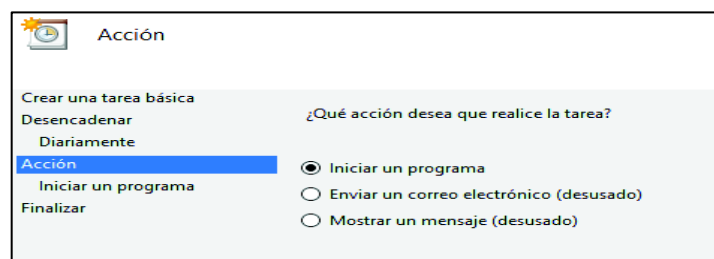 Acción
Crear una tarea básica
Desencadenar
Diariamente
Acción
Iniciar un programa
Finalizar
¿Qué acción desea que realice la tarea?
Iniciar un programa
Enviar un correo electrónico (desusado)
Mostrar un mensaje (desusado)